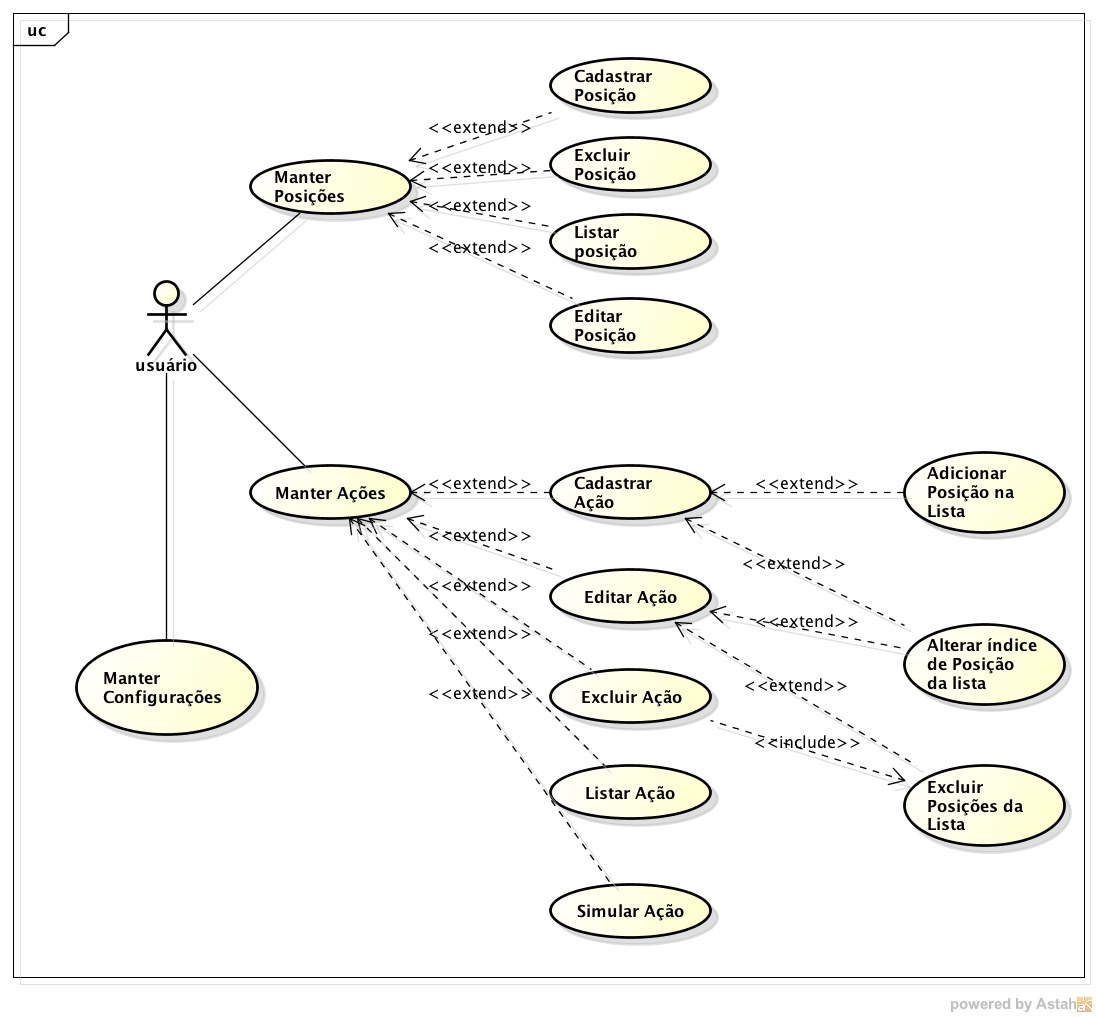 uc
Cadastrar
Posição
<<extend>>
Excluir
Posição
<<extend>>
Manter
Posições
<<extend>>
Listar
posição
<<extend>>
Editar
Posição
usuário
Manter Ações
<<extend>>
Cadastrar
Ação
<<extend>>
Adicionar
Posição na
Lista
<<extend>>
<<extend>>
<<extend>>
Editar Ação
<<extend>>
<<extend>>
Alterar índice
de Posição
da lista
Manter
Configurações
<<extend>>
Excluir Ação
<<extend>>
<<include>>
Listar Ação
Excluir
Posições da
Lista
Simular Ação
powered by Astah